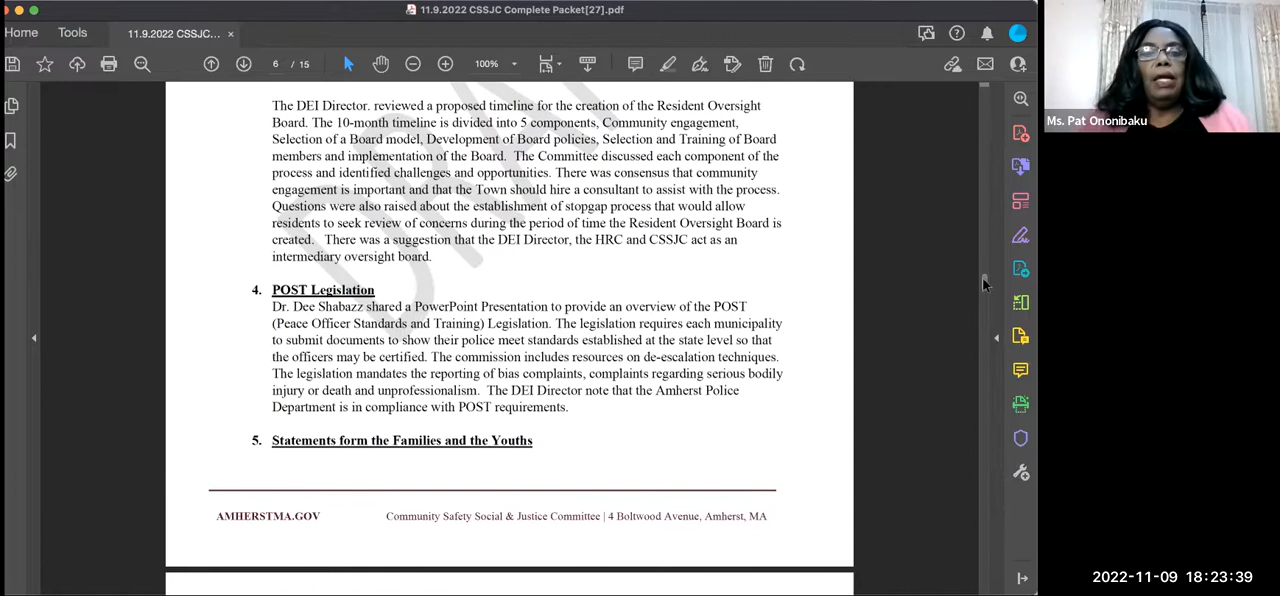 11.9.2022 CSSJC Complete Packet[27].pdf
Home Tools 11.9.2022 CSSJC... ×
6 / 15 100%
The DEI Director. reviewed a proposed timeline for the creation of the Resident Oversight
Board. The 10-month timeline is divided into 5 components, Community engagement,
Selection of a Board model, Development of Board policies, Selection and Training of Board
members and implementation of the Board. The Committee discussed each component of the
process and identified challenges and opportunities. There was consensus that community
engagement is important and that the Town should hire a consultant to assist with the process.
Questions were also raised about the establishment of stopgap process that would allow
residents to seek review of concerns during the period of time the Resident Oversight Board is
created. There was a suggestion that the DEI Director, the HRC and CSSJC act as an
intermediary oversight board.
4. POST Legislation
Dr. Dee Shabazz shared a PowerPoint Presentation to provide an overview of the POST
(Peace Officer Standards and Training) Legislation. The legislation requires each municipality
to submit documents to show their police meet standards established at the state level so that
the officers may be certified. The commission includes resources on de-escalation techniques.
The legislation mandates the reporting of bias complaints, complaints regarding serious bodily
injury or death and unprofessionalism. The DEI Director note that the Amherst Police
Department is in compliance with POST requirements.
5. Statements form the Families and the Youths
AMHERSTMA.GOV Community Safety Social & Justice Committee | 4 Boltwood Avenue, Amherst, MA
Ms. Pat Ononibaku
2022-11-09 18:23:39